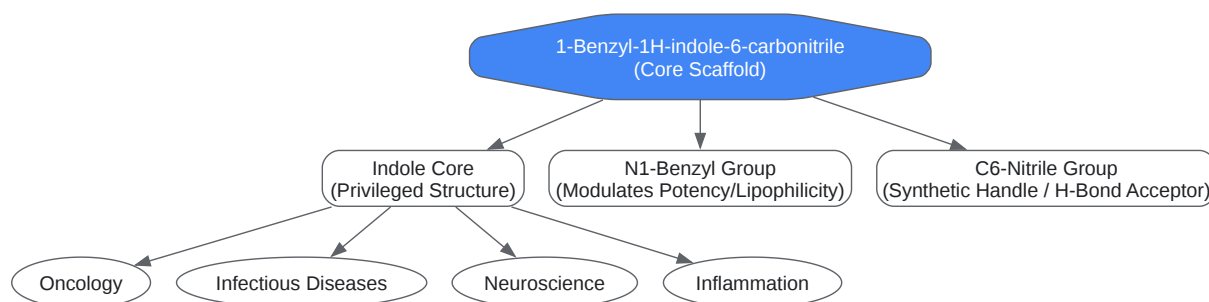 1-Benzyl-1H-indole-6-carbonitrile
(Core Scaffold)
Indole Core
(Privileged Structure)
N1-Benzyl Group
(Modulates Potency/Lipophilicity)
C6-Nitrile Group
(Synthetic Handle / H-Bond Acceptor)
Oncology
Infectious Diseases
Neuroscience
Inflammation